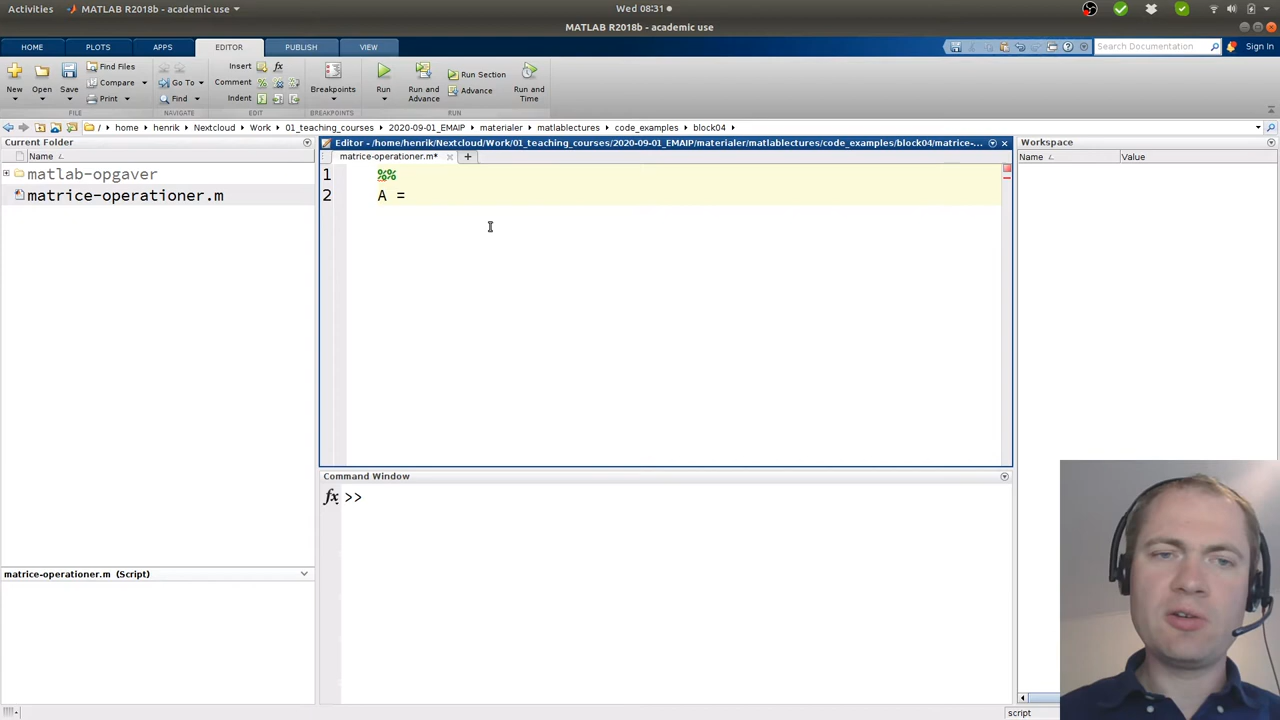 Activities MATLAB R2018b - academic use Wed 08:31
MATLAB R2018b - academic use
HOME PLOTS APPS EDITOR PUBLISH VIEW Search Documentation Sign In
New Open Save Find Files Compare Print Go To Find Insert fx Comment Indent Breakpoints Run Run and Advance Run Section Advance Run and Time
FILE NAVIGATE EDIT BREAKPOINTS RUN
/ home henrik Nextcloud Work 01_teaching_courses 2020-09-01_EMAIP materialer matlablectures code_examples block04
Current Folder
Name
matlab-opgaver
matrice-operationer.m
matrice-operationer.m (Script)
Editor - /home/henrik/Nextcloud/Work/01_teaching_courses/2020-09-01_EMAIP/materialer/matlablectures/code_examples/block04/matrice-...
matrice-operationer.m* +
1 %%
2 A =
Command Window
fx >>
Workspace
Name Value
script